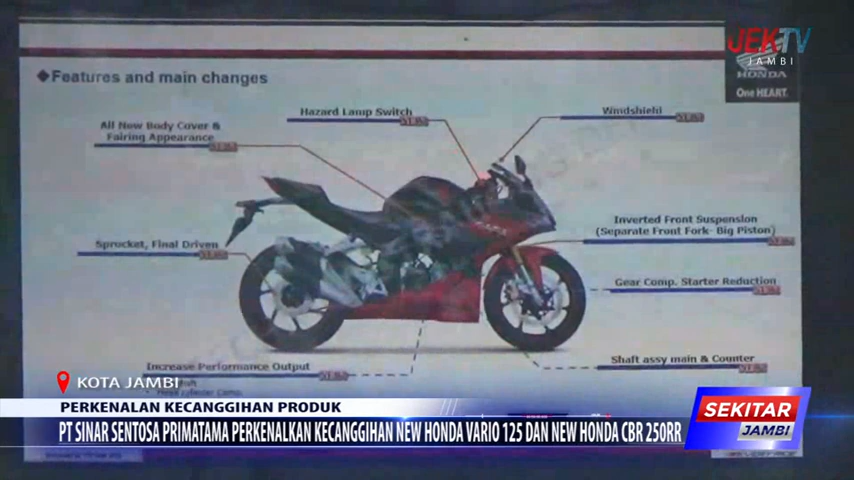 JEKTV
JAMBI
HONDA
One HEART.
◆Features and main changes
Hazard Lamp Switch
Windshield
All New Body Cover &
Fairing Appearance
Inverted Front Suspension
(Separate Front Fork- Big Piston)
Sprocket, Final Driven
Gear Comp. Starter Reduction
Shaft assy main & Counter
Increase Performance Output
KOTA JAMBI
PERKENALAN KECANGGIHAN PRODUK
PT SINAR SENTOSA PRIMATAMA PERKENALKAN KECANGGIHAN NEW HONDA VARIO 125 DAN NEW HONDA CBR 250RR
SEKITAR
JAMBI